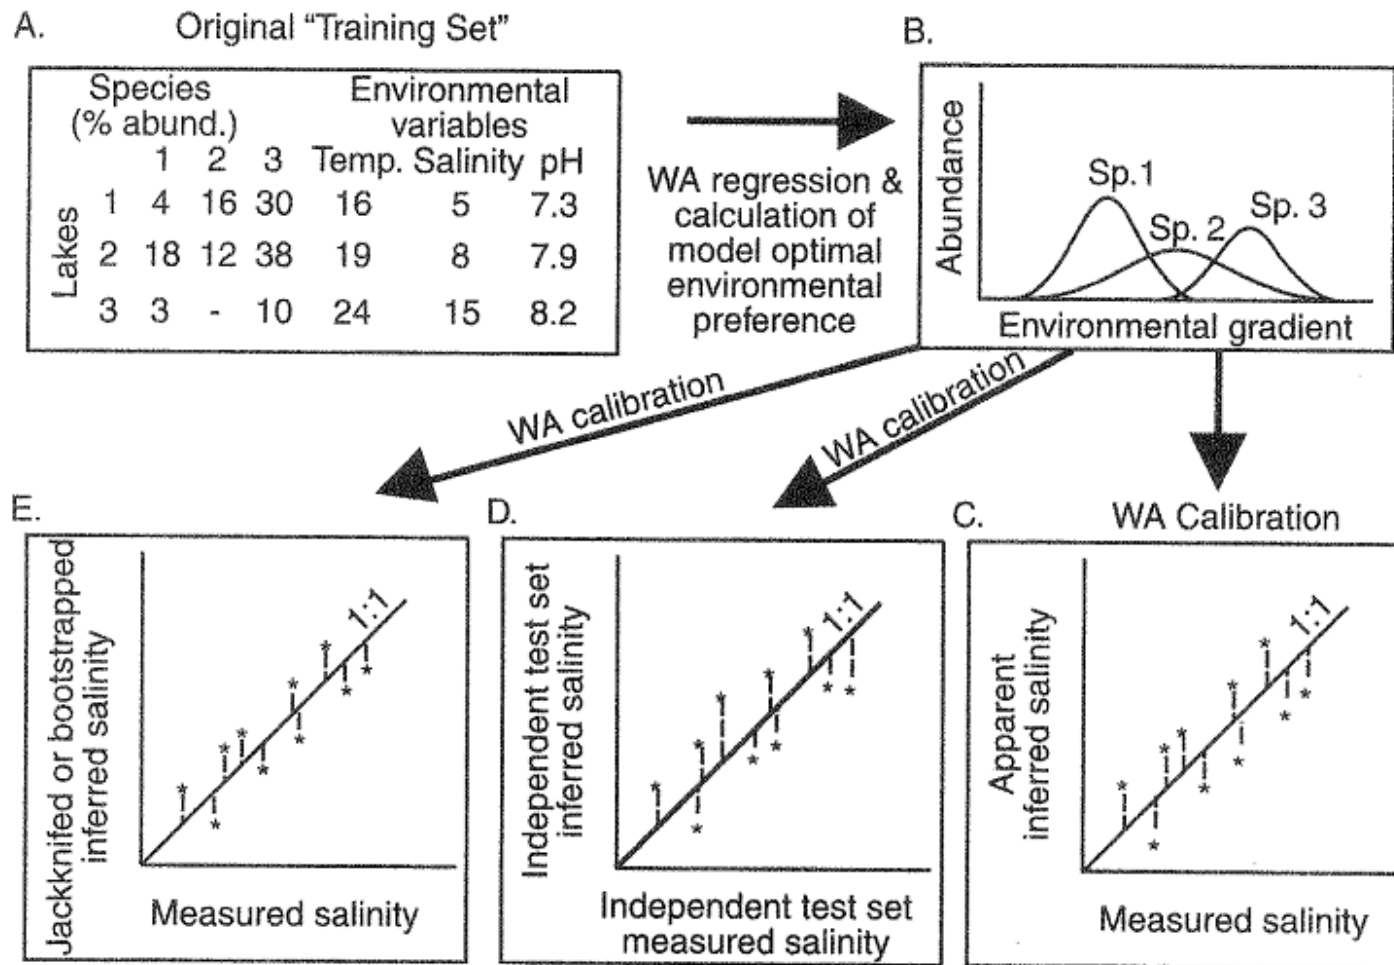 A.
Original “Training Set”
Species
(% abund.)
Environmental
variables
1 2 3 Temp. Salinity pH
Lakes
1 4 16 30 16 5 7.3
2 18 12 38 19 8 7.9
3 3 - 10 24 15 8.2
WA regression &
calculation of
model optimal
environmental
preference
B.
Abundance
Sp.1
Sp. 2
Sp. 3
Environmental gradient
WA calibration
WA calibration
WA Calibration
E.
Jackknifed or bootstrapped
inferred salinity
1:1
Measured salinity
D.
Independent test set
inferred salinity
1:1
Independent test set
measured salinity
C.
Apparent
inferred salinity
1:1
Measured salinity